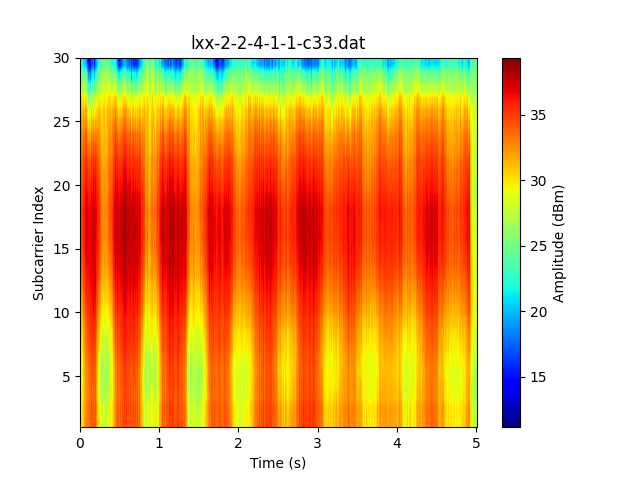 lxx-2-2-4-1-1-c33.dat
30
25
20
15
10
5
Subcarrier Index
0 1 2 3 4 5
Time (s)
35
30
25
20
15
Amplitude (dBm)